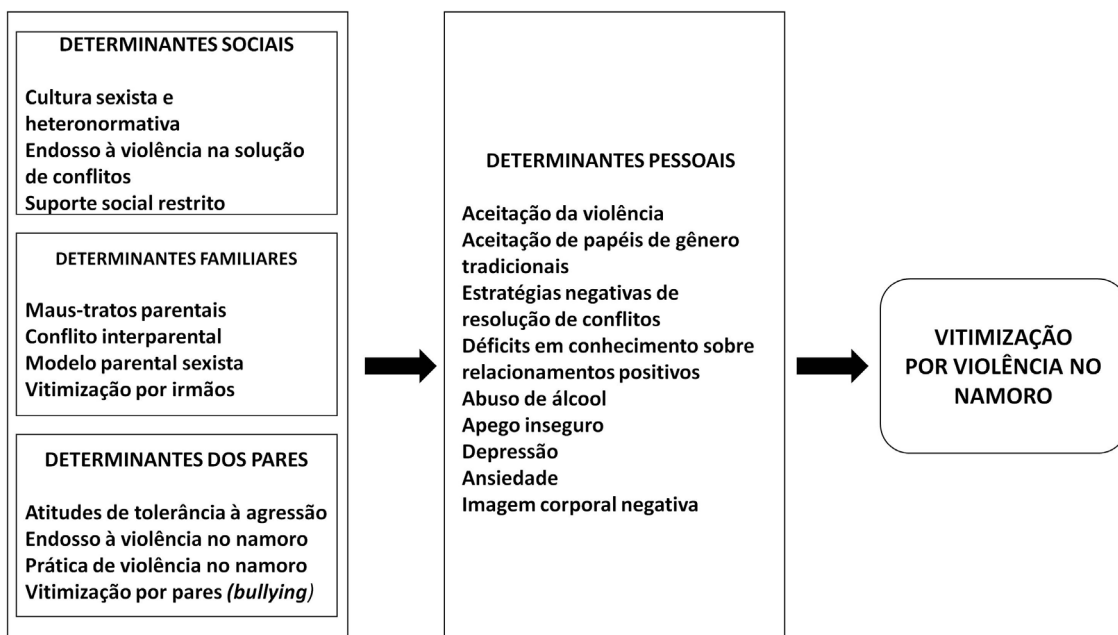 DETERMINANTES SOCIAIS
Cultura sexista e
heteronormativa
Endosso à violência na solução
de conflitos
Suporte social restrito
DETERMINANTES FAMILIARES
Maus-tratos parentais
Conflito interparental
Modelo parental sexista
Vitimização por irmãos
DETERMINANTES DOS PARES
Atitudes de tolerância à agressão
Endosso à violência no namoro
Prática de violência no namoro
Vitimização por pares (bullying)
DETERMINANTES PESSOAIS
Aceitação da violência
Aceitação de papéis de gênero
tradicionais
Estratégias negativas de
resolução de conflitos
Déficits em conhecimento sobre
relacionamentos positivos
Abuso de álcool
Apego inseguro
Depressão
Ansiedade
Imagem corporal negativa
VITIMIZAÇÃO
POR VIOLÊNCIA NO
NAMORO